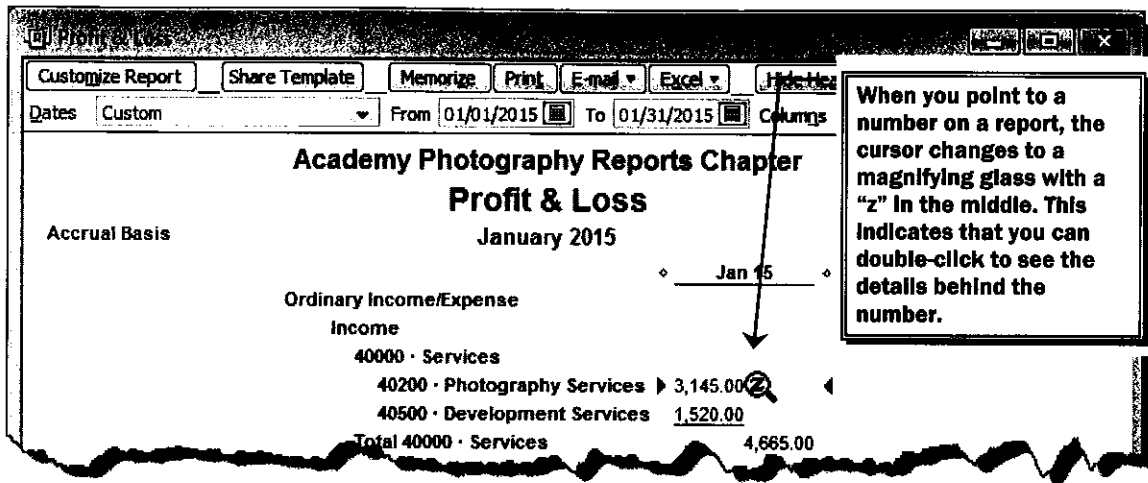 Profit & Loss
Customize Report Share Template Memorize Print E-mail Excel Hide Hea
Dates Custom From 01/01/2015 To 01/31/2015 Columns
Academy Photography Reports Chapter
Profit & Loss
Accrual Basis January 2015
Jan 15
Ordinary Income/Expense
Income
40000 · Services
40200 · Photography Services 3,145.00
40500 · Development Services 1,520.00
Total 40000 · Services 4,665.00
When you point to a
number on a report, the
cursor changes to a
magnifying glass with a
"z" in the middle. This
indicates that you can
double-click to see the
details behind the
number.